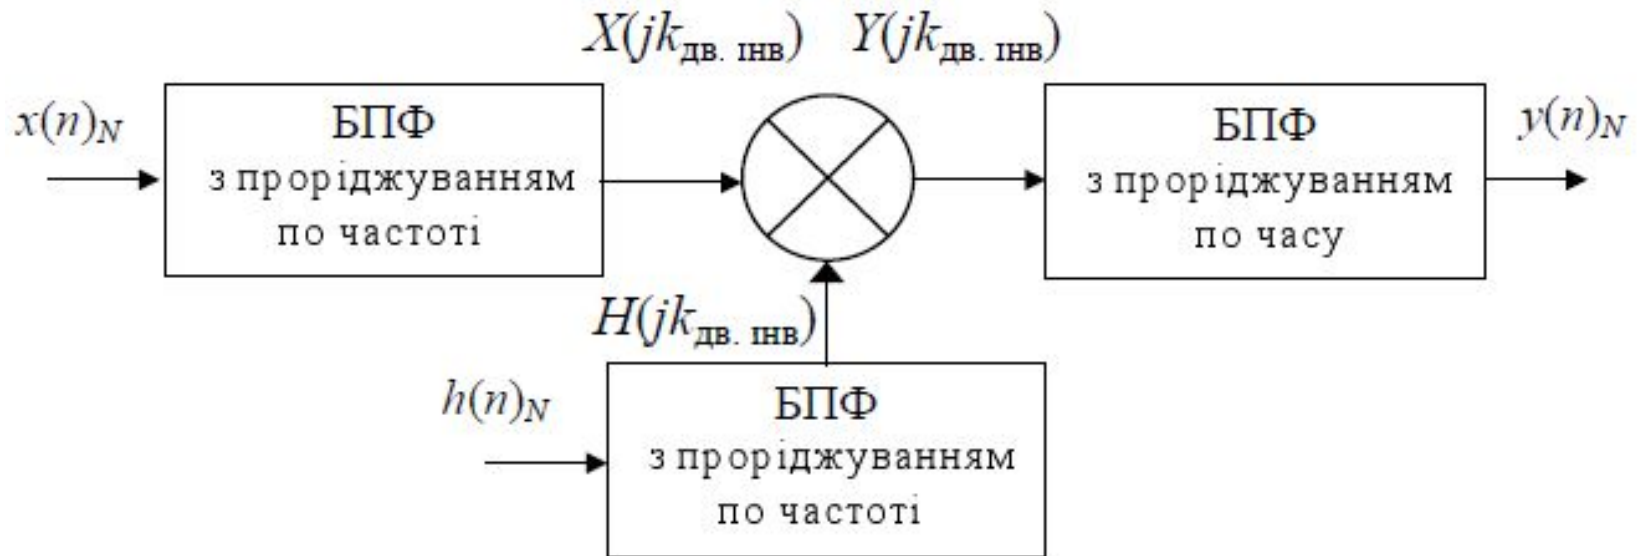 X(jkдв. інв) Y(jkдв. інв)
x(n)N
БПФ
з проріджуванням
по частоті
БПФ
з проріджуванням
по часу
y(n)N
H(jkдв. інв)
h(n)N
БПФ
з проріджуванням
по частоті